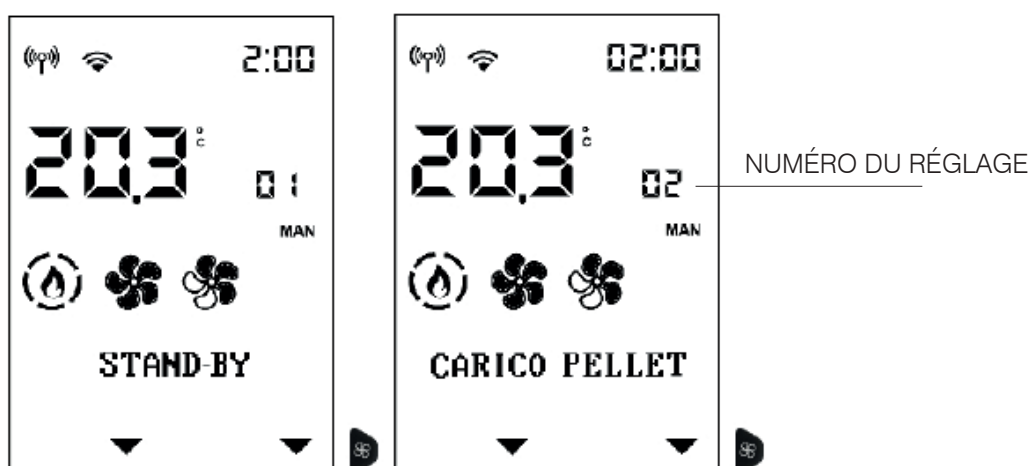 2:00
20.3 °C
01
MAN
STAND-BY
02:00
20.3 °C
02
NUMÉRO DU RÉGLAGE
MAN
CARICO PELLET